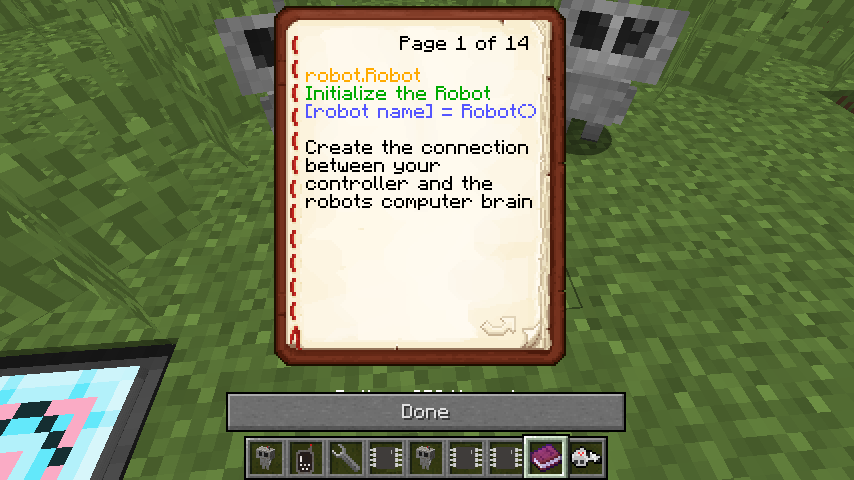 Page 1 of 14
robot.Robot
Initialize the Robot
[robot name] = Robot()
Create the connection
between your
controller and the
robots computer brain
Done